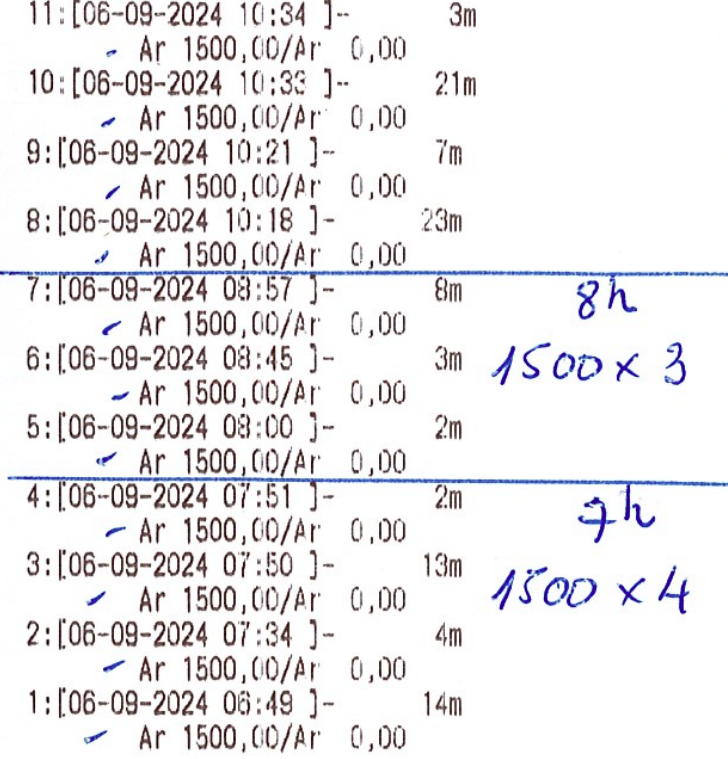 11:[06-09-2024 10:34 ]- 3m
Ar 1500,00/Ar 0,00
10:[06-09-2024 10:33 ]- 21m
Ar 1500,00/Ar 0,00
9:[06-09-2024 10:21 ]- 7m
Ar 1500,00/Ar 0,00
8:[06-09-2024 10:18 ]- 23m
Ar 1500,00/Ar 0,00
7:[06-09-2024 08:57 ]- 8m 8h
Ar 1500,00/Ar 0,00
6:[06-09-2024 08:45 ]- 3m 1500 x 3
Ar 1500,00/Ar 0,00
5:[06-09-2024 08:00 ]- 2m
Ar 1500,00/Ar 0,00
4:[06-09-2024 07:51 ]- 2m 7h
Ar 1500,00/Ar 0,00
3:[06-09-2024 07:50 ]- 13m 1500 x 4
Ar 1500,00/Ar 0,00
2:[06-09-2024 07:34 ]- 4m
Ar 1500,00/Ar 0,00
1:[06-09-2024 06:49 ]- 14m
Ar 1500,00/Ar 0,00